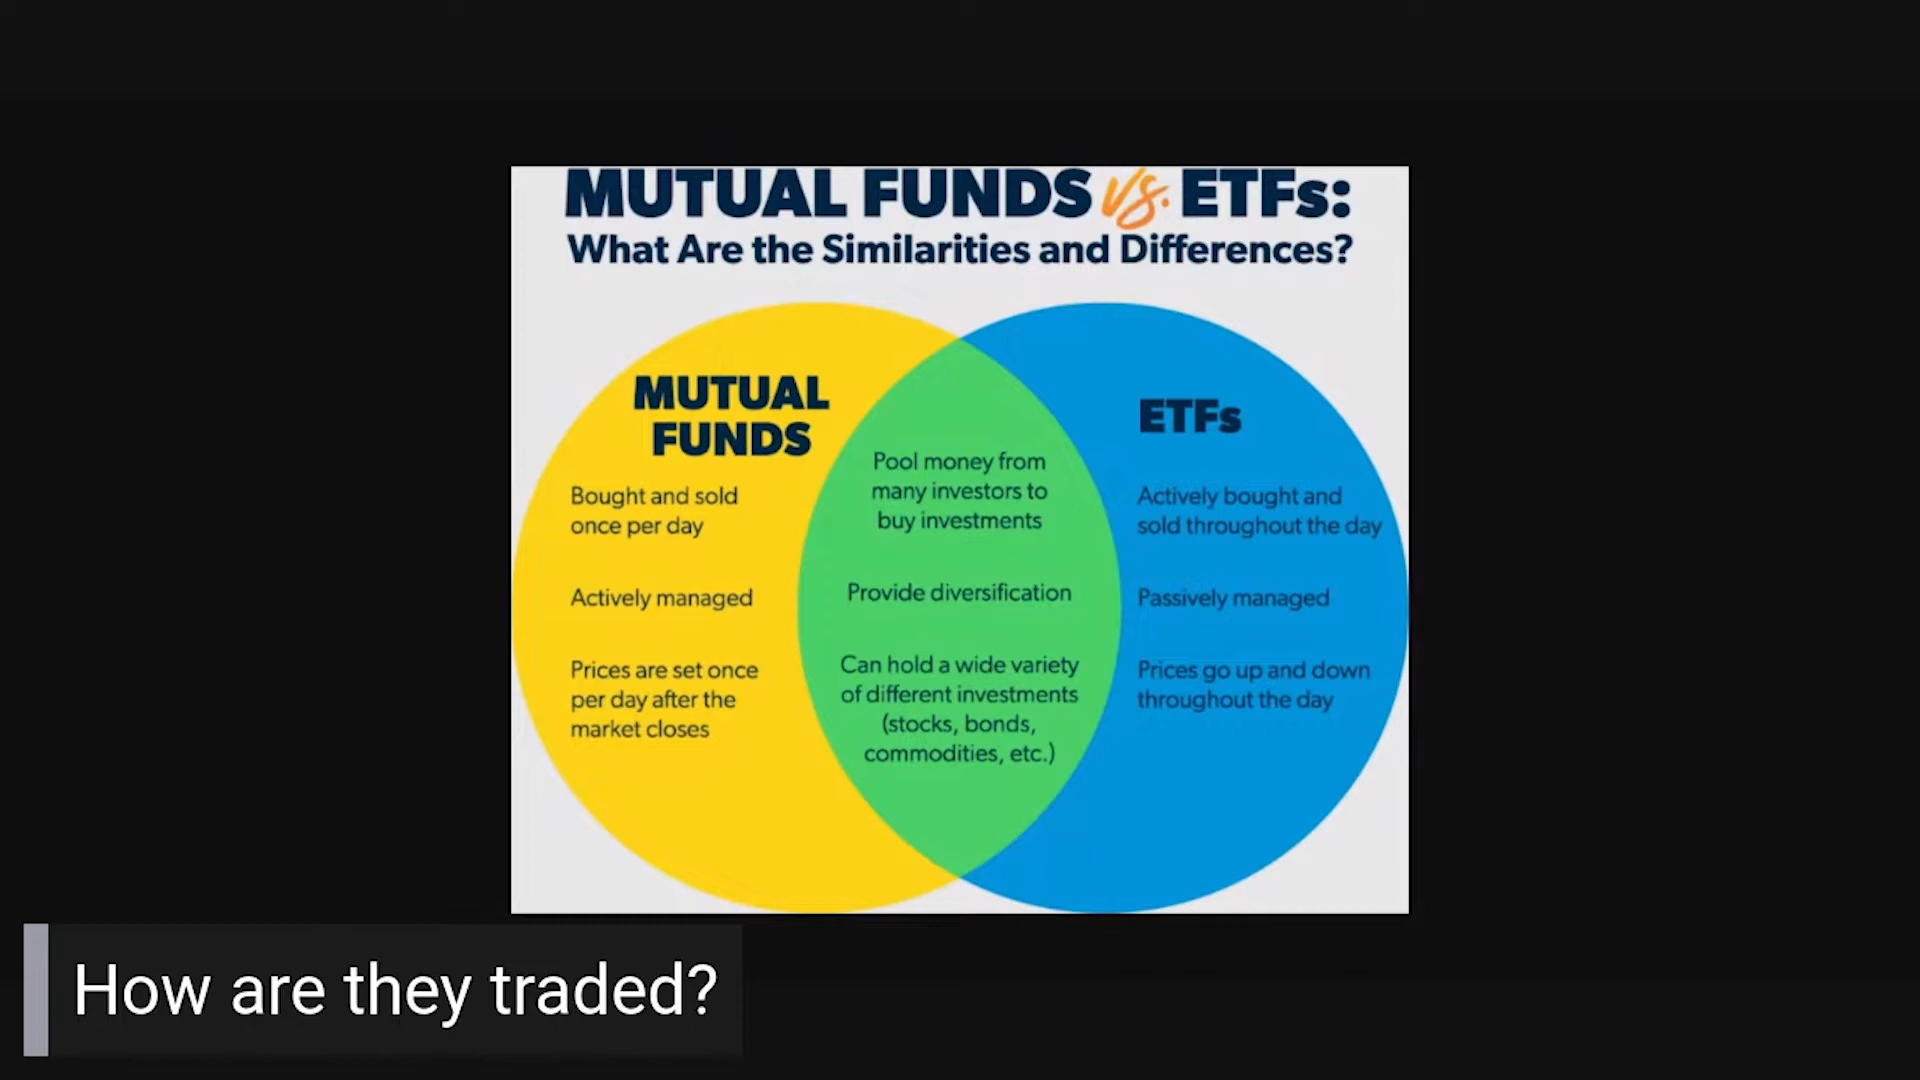 MUTUAL FUNDS vs. ETFs:
What Are the Similarities and Differences?
MUTUAL
FUNDS
Bought and sold
once per day
Actively managed
Prices are set once
per day after the
market closes
Pool money from
many investors to
buy investments
Provide diversification
Can hold a wide variety
of different investments
(stocks, bonds,
commodities, etc.)
ETFs
Actively bought and
sold throughout the day
Passively managed
Prices go up and down
throughout the day
How are they traded?